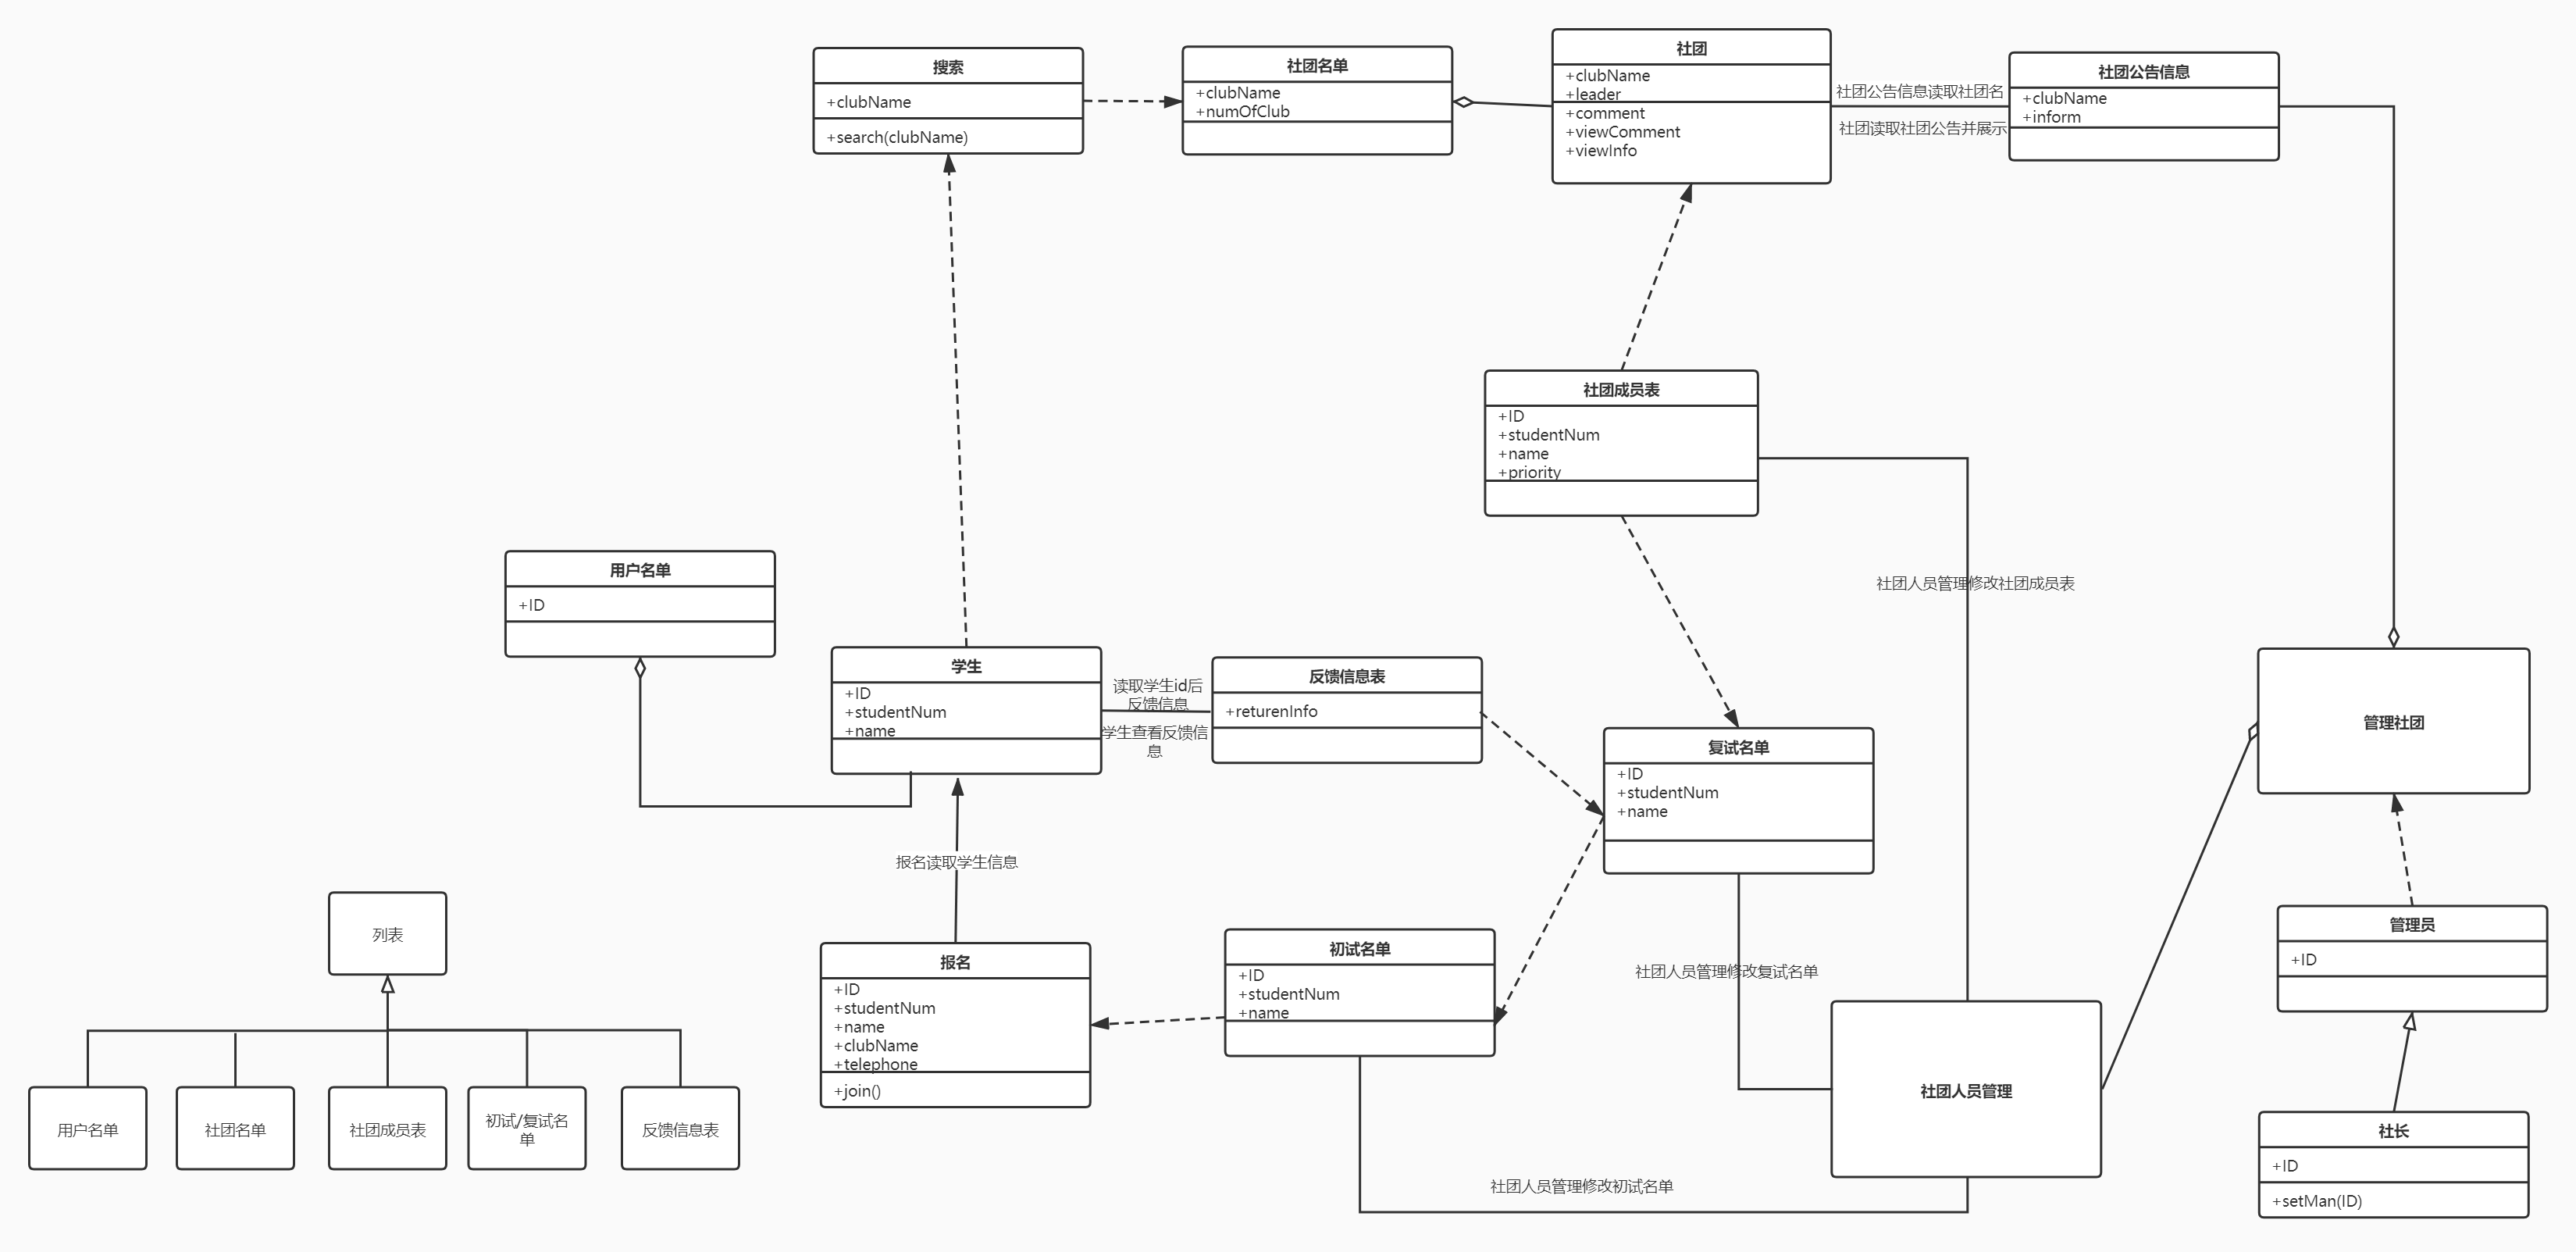 搜索
+clubName
+search(clubName)
社团名单
+clubName
+numOfClub
社团
+clubName
+leader
+comment
+viewComment
+viewInfo
社团公告信息读取社团名
社团读取社团公告并展示
社团公告信息
+clubName
+inform
社团成员表
+ID
+studentNum
+name
+priority
社团人员管理修改社团成员表
用户名单
+ID
学生
+ID
+studentNum
+name
读取学生id后
反馈信息
学生查看反馈信
息
反馈信息表
+returenInfo
复试名单
+ID
+studentNum
+name
管理社团
报名读取学生信息
列表
用户名单
社团名单
社团成员表
初试/复试名
单
反馈信息表
报名
+ID
+studentNum
+name
+clubName
+telephone
+join()
初试名单
+ID
+studentNum
+name
社团人员管理修改复试名单
社团人员管理
社团人员管理修改初试名单
管理员
+ID
社长
+ID
+setMan(ID)